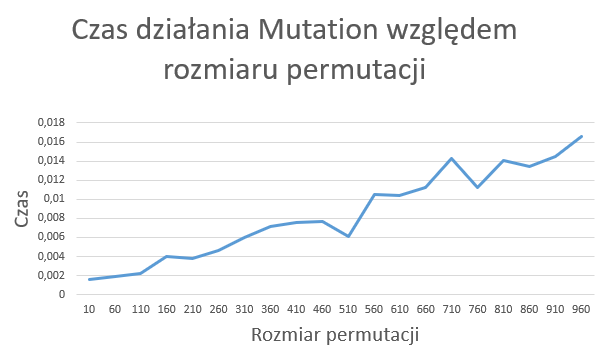 Czas działania Mutation względem
rozmiaru permutacji
0,018
0,016
0,014
0,012
0,01
0,008
0,006
0,004
0,002
0
Czas
10 60 110 160 210 260 310 360 410 460 510 560 610 660 710 760 810 860 910 960
Rozmiar permutacji